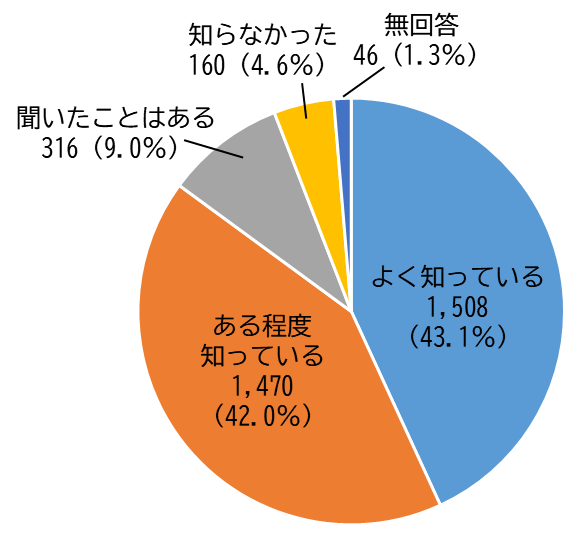 無回答
46（1.3%）
知らなかった
160（4.6%）
聞いたことはある
316（9.0%）
よく知っている
1,508
（43.1%）
ある程度
知っている
1,470
（42.0%）